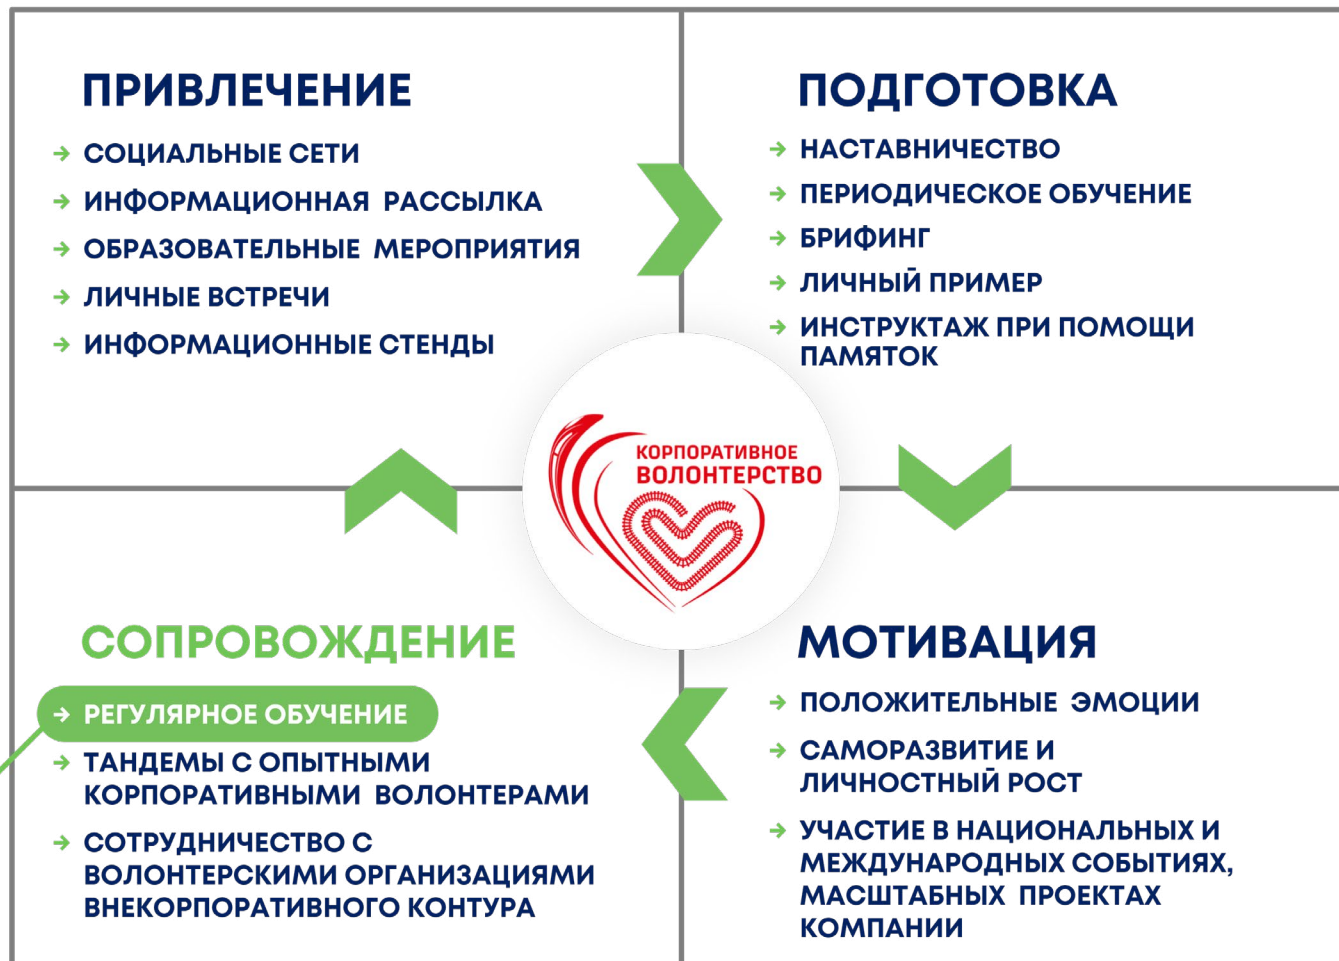 ПРИВЛЕЧЕНИЕ
→ СОЦИАЛЬНЫЕ СЕТИ
→ ИНФОРМАЦИОННАЯ РАССЫЛКА
→ ОБРАЗОВАТЕЛЬНЫЕ МЕРОПРИЯТИЯ
→ ЛИЧНЫЕ ВСТРЕЧИ
→ ИНФОРМАЦИОННЫЕ СТЕНДЫ
ПОДГОТОВКА
→ НАСТАВНИЧЕСТВО
→ ПЕРИОДИЧЕСКОЕ ОБУЧЕНИЕ
→ БРИФИНГ
→ ЛИЧНЫЙ ПРИМЕР
→ ИНСТРУКТАЖ ПРИ ПОМОЩИ
ПАМЯТОК
КОРПОРАТИВНОЕ
ВОЛОНТЕРСТВО
СОПРОВОЖДЕНИЕ
→ РЕГУЛЯРНОЕ ОБУЧЕНИЕ
→ ТАНДЕМЫ С ОПЫТНЫМИ
КОРПОРАТИВНЫМИ ВОЛОНТЕРАМИ
→ СОТРУДНИЧЕСТВО С
ВОЛОНТЕРСКИМИ ОРГАНИЗАЦИЯМИ
ВНЕКОРПОРАТИВНОГО КОНТУРА
МОТИВАЦИЯ
→ ПОЛОЖИТЕЛЬНЫЕ ЭМОЦИИ
→ САМОРАЗВИТИЕ И
ЛИЧНОСТНЫЙ РОСТ
→ УЧАСТИЕ В НАЦИОНАЛЬНЫХ И
МЕЖДУНАРОДНЫХ СОБЫТИЯХ,
МАСШТАБНЫХ ПРОЕКТАХ
КОМПАНИИ